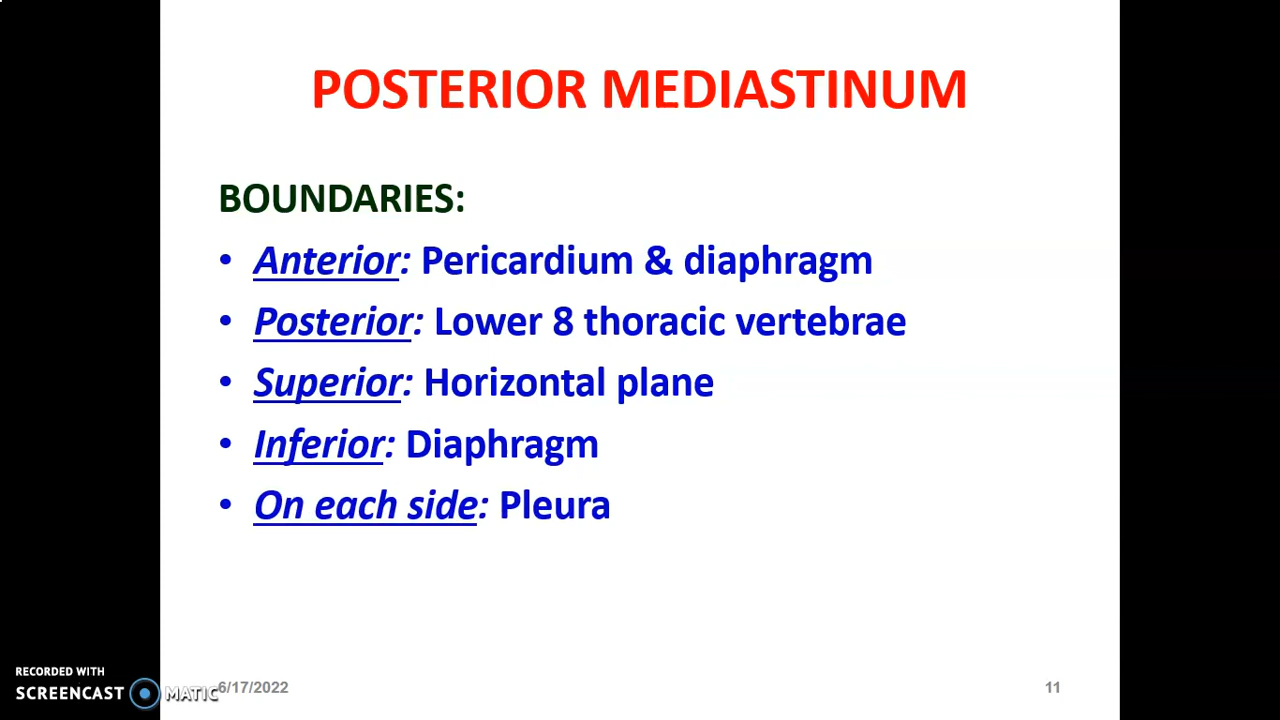 POSTERIOR MEDIASTINUM
BOUNDARIES:
• Anterior: Pericardium & diaphragm
• Posterior: Lower 8 thoracic vertebrae
• Superior: Horizontal plane
• Inferior: Diaphragm
• On each side: Pleura
RECORDED WITH
SCREENCAST MATIC
6/17/2022
11